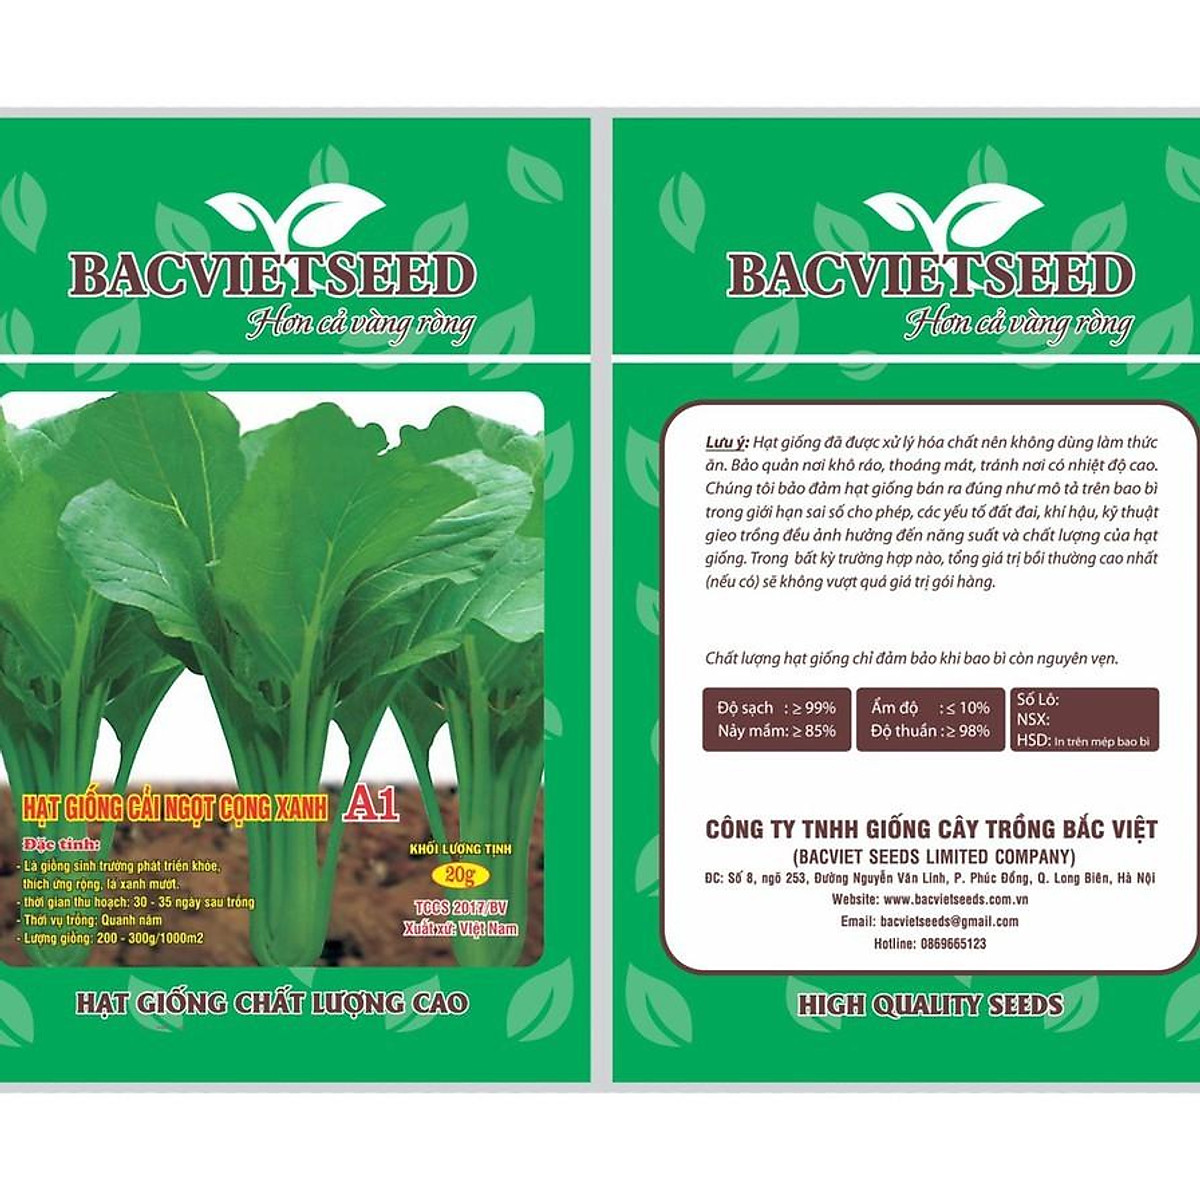 BACVIETSEED
Hơn cả vàng ròng
HẠT GIỐNG CẢI NGỌT CỌNG XANH A1
Đặc tính:
- Là giống sinh trưởng phát triển khỏe,
thích ứng rộng, lá xanh mướt.
- thời gian thu hoạch: 30 - 35 ngày sau trồng
- Thời vụ trồng: Quanh năm
- Lượng giống: 200 - 300g/1000m2
KHỐI LƯỢNG TỊNH
20g
TCCS 2017/BV
Xuất xứ: Việt Nam
HẠT GIỐNG CHẤT LƯỢNG CAO
BACVIETSEED
Hơn cả vàng ròng
Lưu ý: Hạt giống đã được xử lý hóa chất nên không dùng làm thức
ăn. Bảo quản nơi khô ráo, thoáng mát, tránh nơi có nhiệt độ cao.
Chúng tôi bảo đảm hạt giống bán ra đúng như mô tả trên bao bì
trong giới hạn sai số cho phép, các yếu tố đất đai, khí hậu, kỹ thuật
gieo trồng đều ảnh hưởng đến năng suất và chất lượng của hạt
giống. Trong bất kỳ trường hợp nào, tổng giá trị bồi thường cao nhất
(nếu có) sẽ không vượt quá giá trị gói hàng.
Chất lượng hạt giống chỉ đảm bảo khi bao bì còn nguyên vẹn.
Độ sạch : ≥ 99%
Nảy mầm: ≥ 85%
Ẩm độ : ≤ 10%
Độ thuần : ≥ 98%
Số Lô:
NSX:
HSD: In trên mép bao bì
CÔNG TY TNHH GIỐNG CÂY TRỒNG BẮC VIỆT
(BACVIET SEEDS LIMITED COMPANY)
ĐC: Số 8, ngõ 253, Đường Nguyễn Văn Linh, P. Phúc Đồng, Q. Long Biên, Hà Nội
Website: www.bacvietseeds.com.vn
Email: bacvietseeds@gmail.com
Hotline: 0869665123
HIGH QUALITY SEEDS